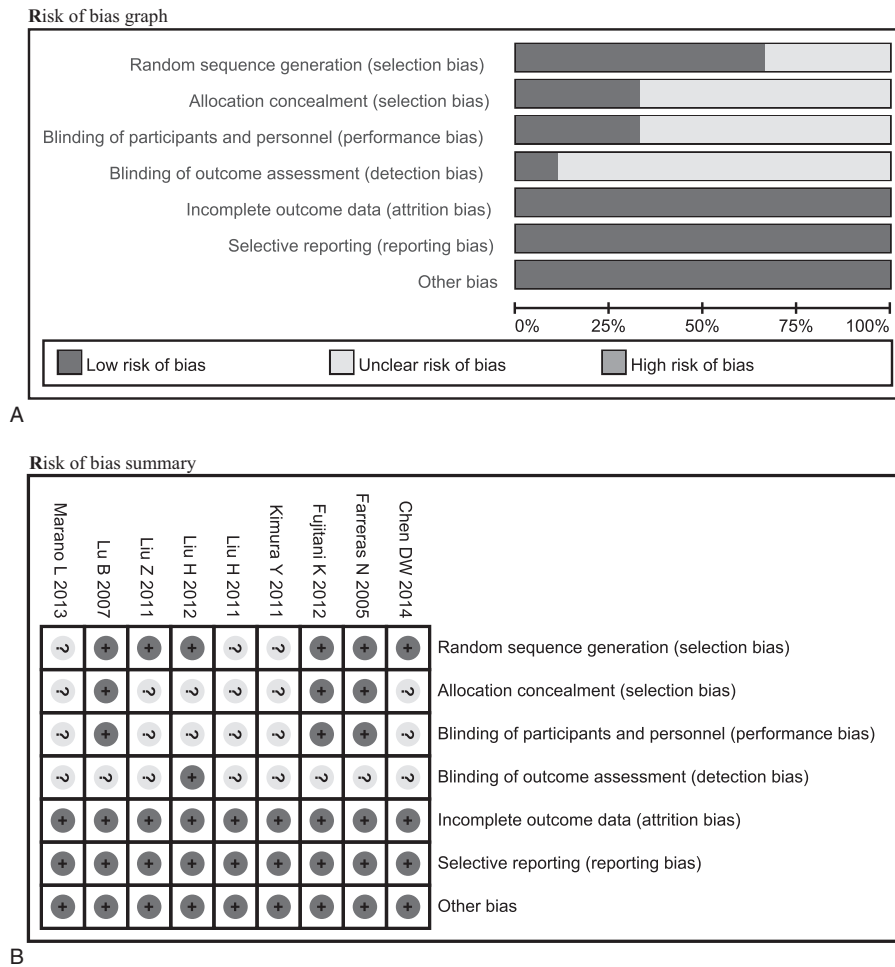 Risk of bias graph
Random sequence generation (selection bias)
Allocation concealment (selection bias)
Blinding of participants and personnel (performance bias)
Blinding of outcome assessment (detection bias)
Incomplete outcome data (attrition bias)
Selective reporting (reporting bias)
Other bias
0% 25% 50% 75% 100%
Low risk of bias Unclear risk of bias High risk of bias
A
Risk of bias summary
Marano L 2013
Lu B 2007
Liu Z 2011
Liu H 2012
Liu H 2011
Kimura Y 2011
Fujitani K 2012
Farreras N 2005
Chen DW 2014
? + + + ? ? + + + Random sequence generation (selection bias)
? + ? ? ? ? + + ? Allocation concealment (selection bias)
? + ? ? ? ? + + ? Blinding of participants and personnel (performance bias)
? ? ? + ? ? ? ? ? Blinding of outcome assessment (detection bias)
+ + + + + + + + + Incomplete outcome data (attrition bias)
+ + + + + + + + + Selective reporting (reporting bias)
+ + + + + + + + + Other bias
B